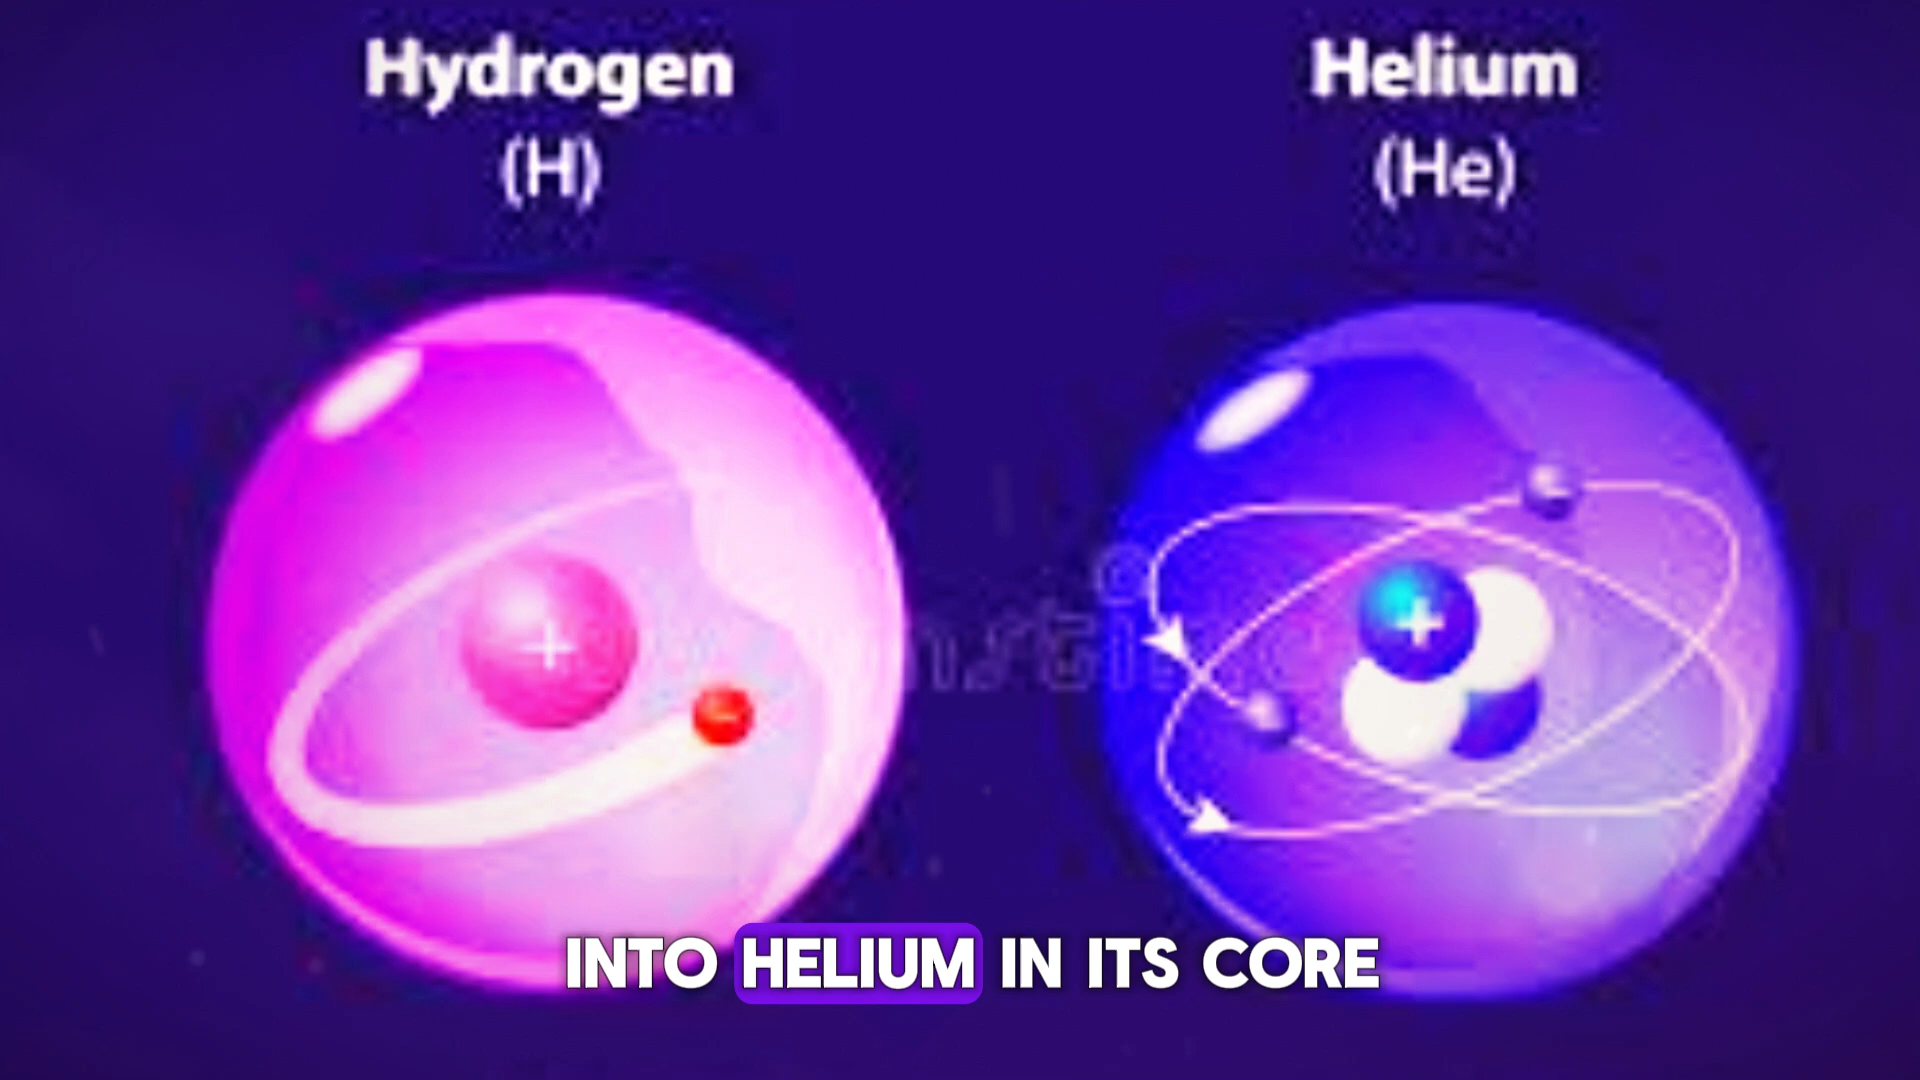 Hydrogen
(H)
Helium
(He)
+
+
INTO HELIUM IN ITS CORE